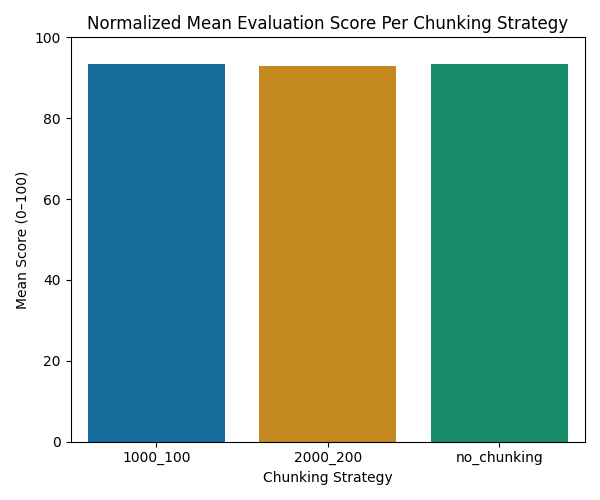 Normalized Mean Evaluation Score Per Chunking Strategy
100
80
60
40
20
0
Mean Score (0–100)
1000_100
2000_200
no_chunking
Chunking Strategy